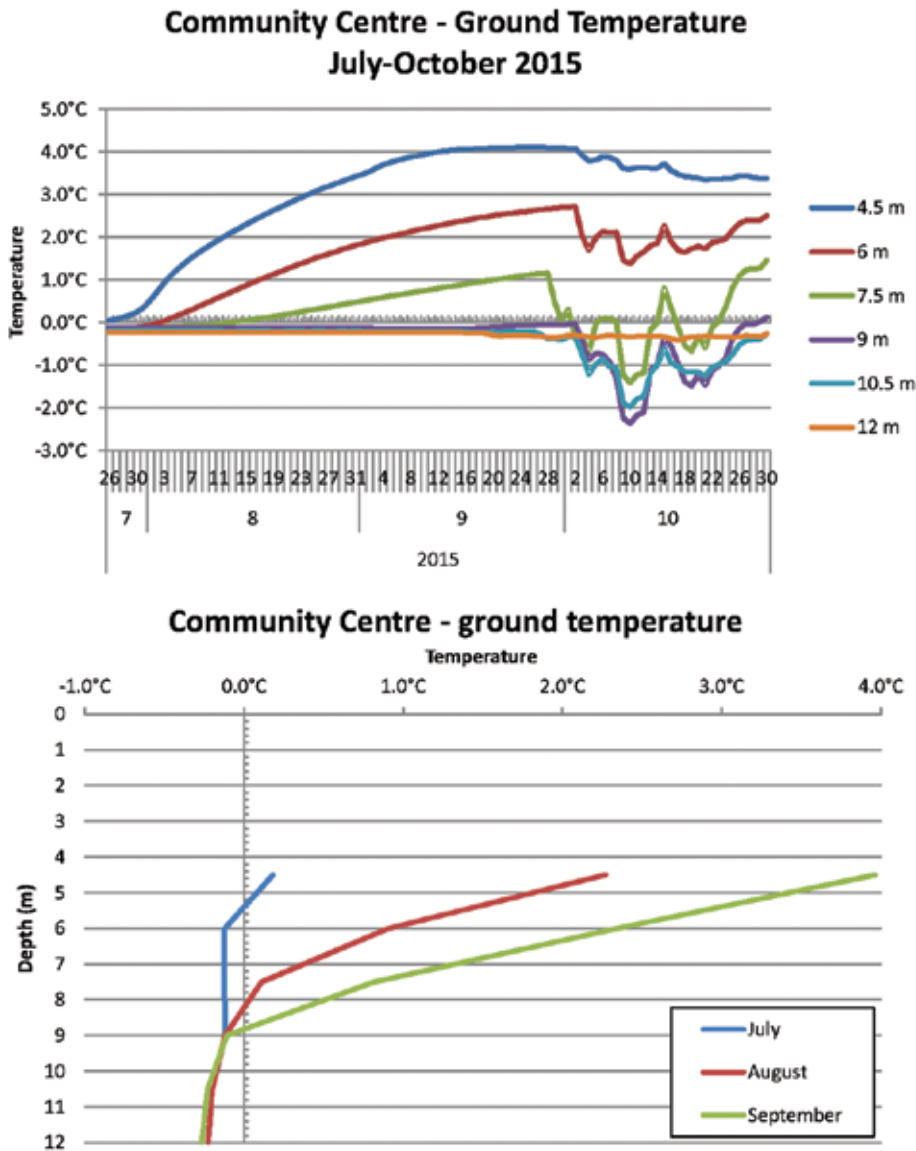 Community Centre - Ground Temperature
July-October 2015
5.0°C
4.0°C
3.0°C
2.0°C
1.0°C
0.0°C
-1.0°C
-2.0°C
-3.0°C
Temperature
4.5 m
6 m
7.5 m
9 m
10.5 m
12 m
26 30 3 7 11 15 19 23 27 31 4 8 12 16 20 24 28 2 6 10 14 18 22 26 30
7 8 9 10
2015
Community Centre - ground temperature
Temperature
-1.0°C 0.0°C 1.0°C 2.0°C 3.0°C 4.0°C
0
1
2
3
4
5
6
7
8
9
10
11
12
Depth (m)
July
August
September